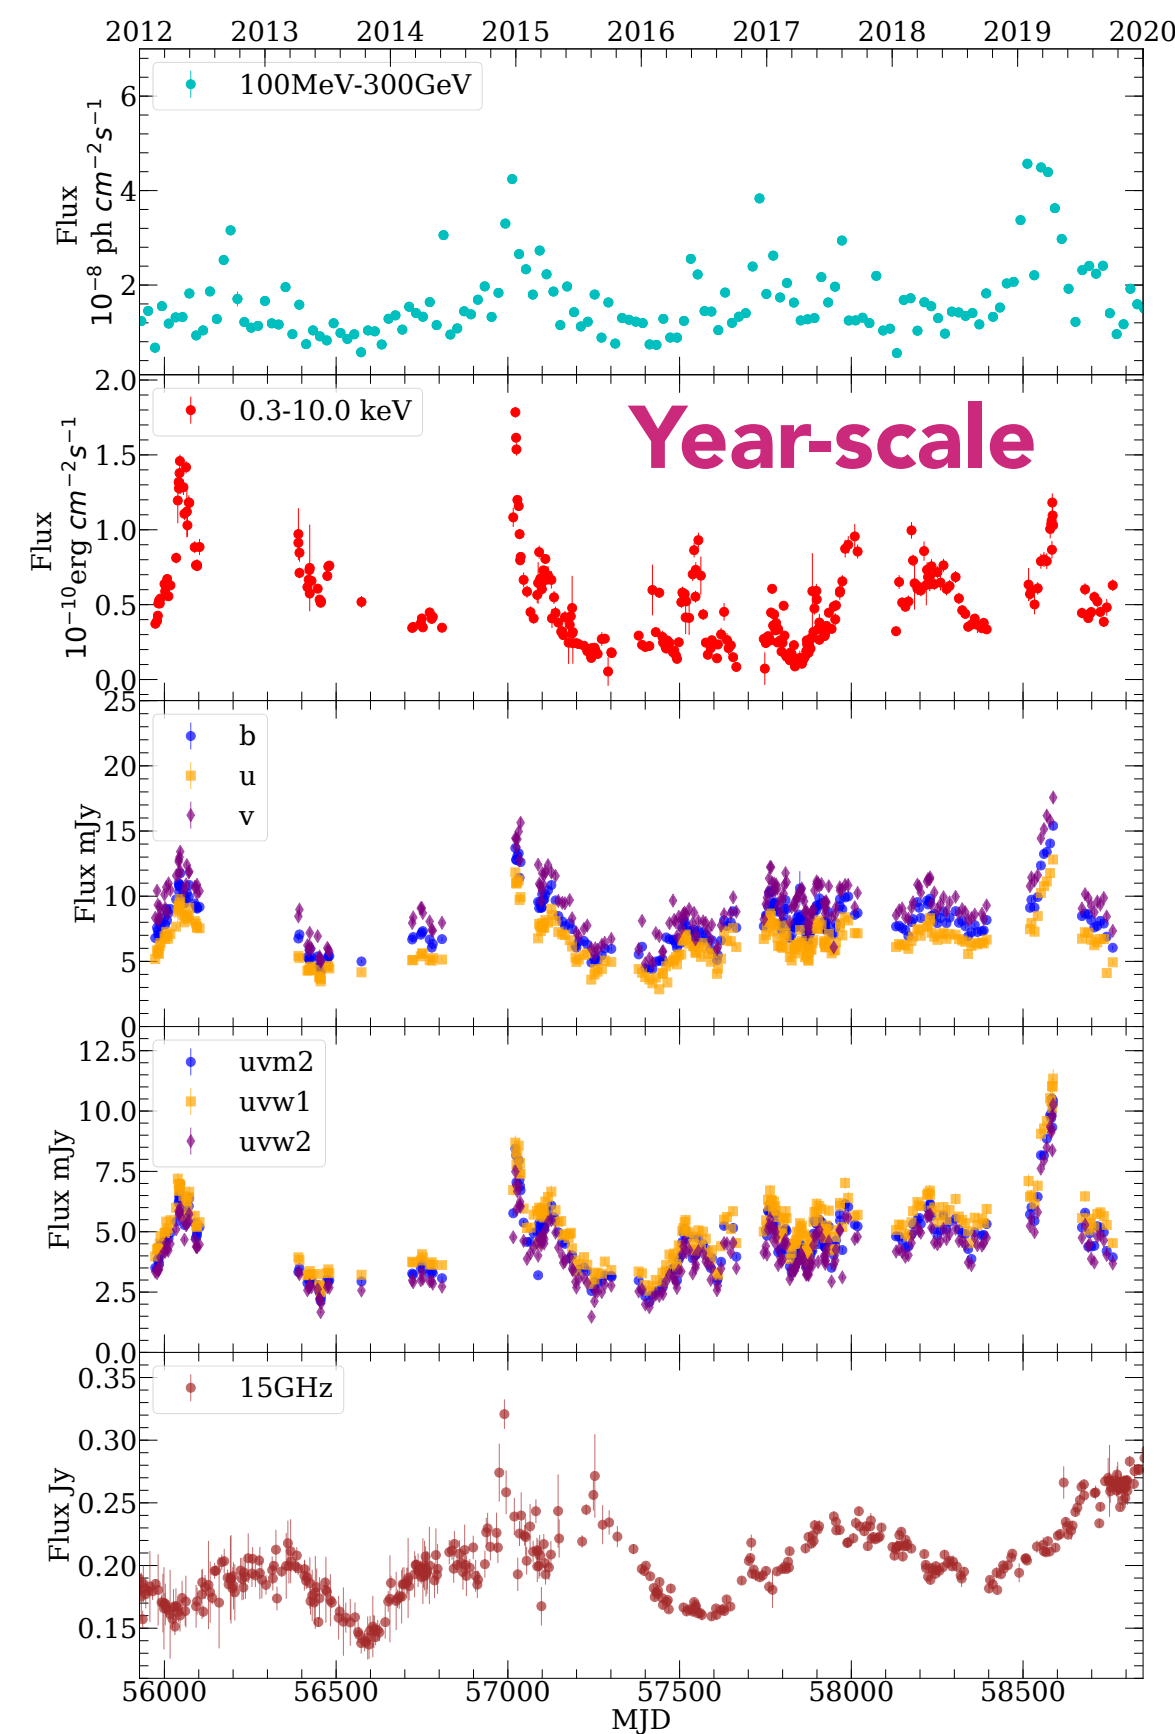 2012 2013 2014 2015 2016 2017 2018 2019 2020
100MeV-300GeV
Flux
10⁻⁸ ph cm⁻²s⁻¹
6
4
2
0.3-10.0 keV
Year-scale
Flux
10⁻¹⁰erg cm⁻²s⁻¹
2.0
1.5
1.0
0.5
0.0
b
u
v
Flux mJy
25
20
15
10
5
0
uvm2
uvw1
uvw2
Flux mJy
12.5
10.0
7.5
5.0
2.5
0.0
15GHz
Flux Jy
0.35
0.30
0.25
0.20
0.15
56000 56500 57000 57500 58000 58500
MJD